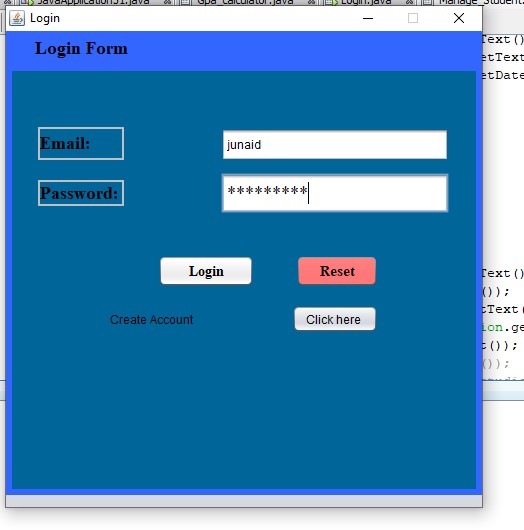 JavaApplication51.java Gpa_calculator.java Login.java Manage_Student.
Login
Login Form
Email: junaid
Password: *********
Login Reset
Create Account Click here
Text()
etText
etDate
Text()
());
tText(
ion.ge
t());
());